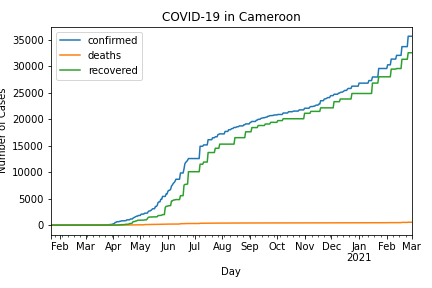 COVID-19 in Cameroon
confirmed
deaths
recovered
35000
30000
25000
20000
15000
10000
5000
0
Number of Cases
Feb Mar Apr May Jun Jul Aug Sep Oct Nov Dec Jan Feb Mar
2021
Day